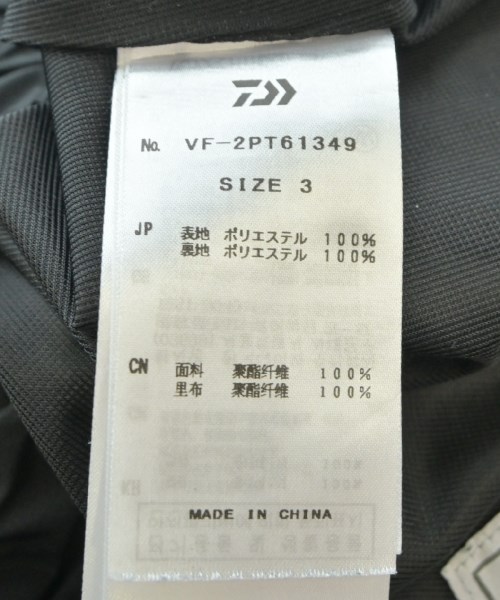 No. VF-2PT61349
SIZE 3
JP 表地 ポリエステル 100%
裏地 ポリエステル 100%
CN 面料 聚酯纤维 100%
里布 聚酯纤维 100%
MADE IN CHINA